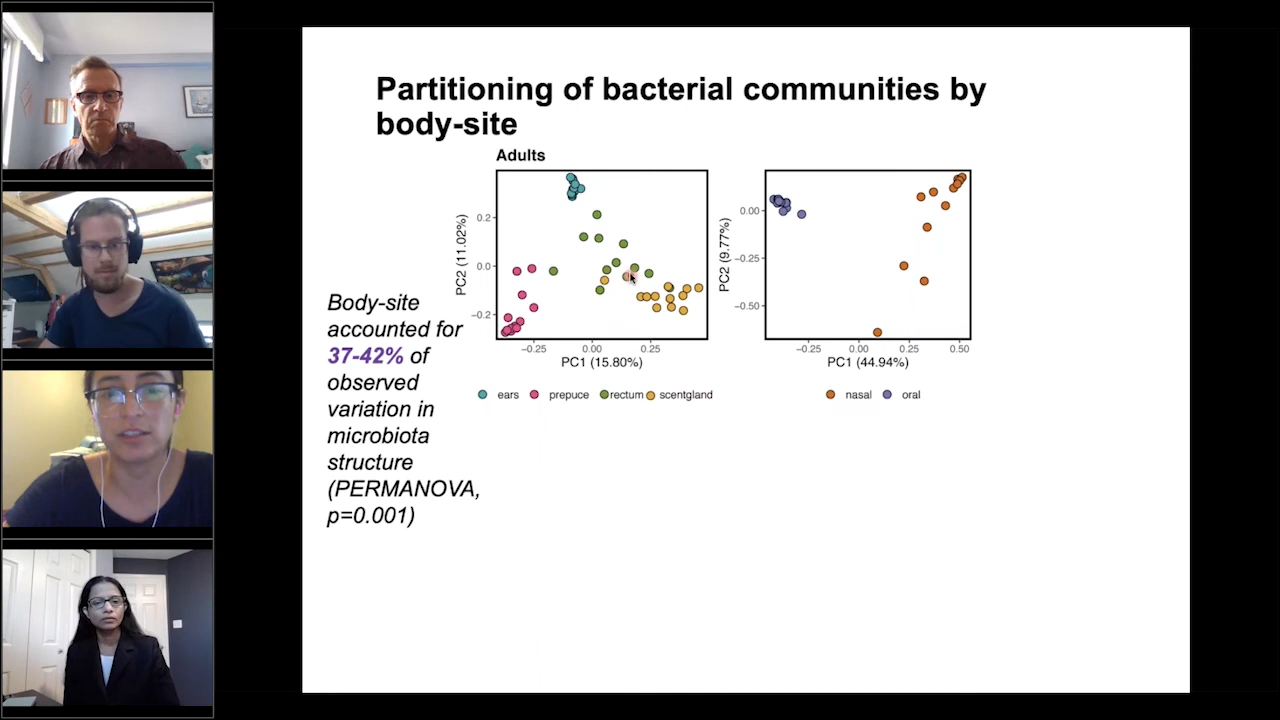 Partitioning of bacterial communities by
body-site
Adults
Body-site
accounted for
37-42% of
observed
variation in
microbiota
structure
(PERMANOVA,
p=0.001)
PC2 (11.02%)
0.2
0.0
−0.2
−0.25
0.00
0.25
PC1 (15.80%)
ears
prepuce
rectum
scentgland
PC2 (9.77%)
0.00
−0.25
−0.50
−0.25
0.00
0.25
0.50
PC1 (44.94%)
nasal
oral